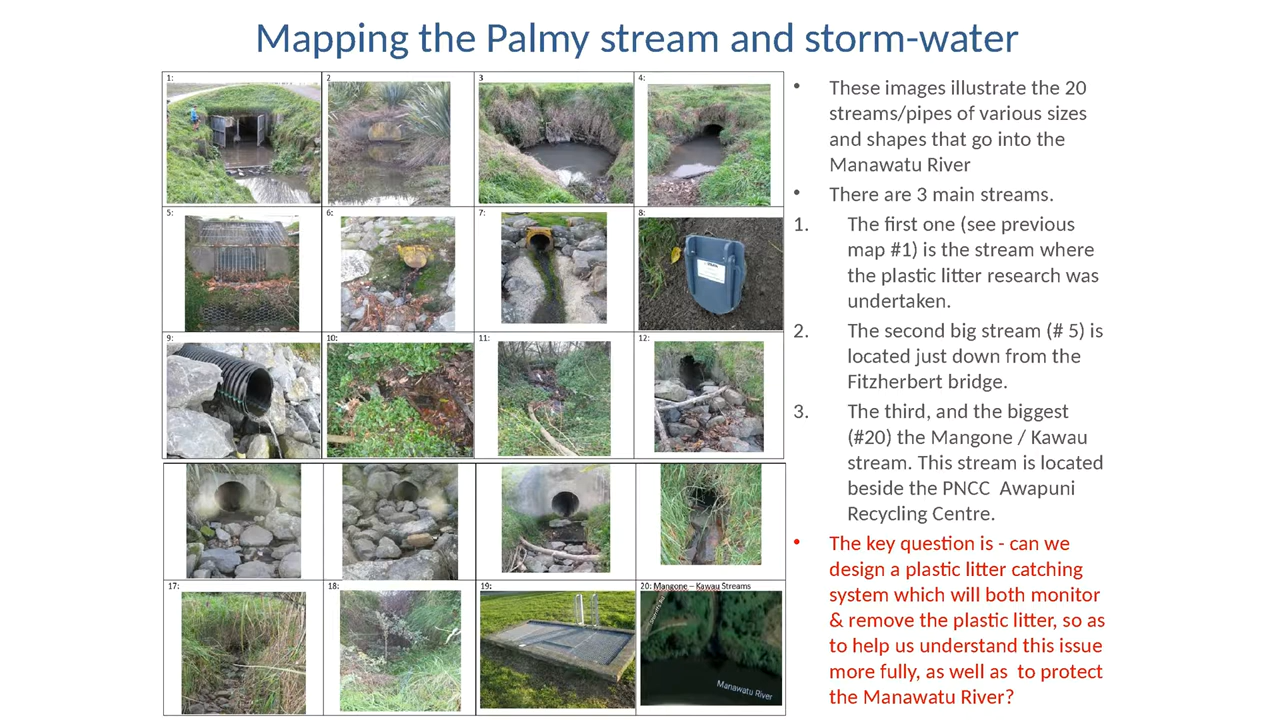 Mapping the Palmy stream and storm-water
1:
2
3
4:
5:
6:
7:
8:
9:
10:
11:
12:
17:
18:
19:
20: Mangone – Kawau Streams
Manawatu River
• These images illustrate the 20
streams/pipes of various sizes
and shapes that go into the
Manawatu River
• There are 3 main streams.
1. The first one (see previous
map #1) is the stream where
the plastic litter research was
undertaken.
2. The second big stream (# 5) is
located just down from the
Fitzherbert bridge.
3. The third, and the biggest
(#20) the Mangone / Kawau
stream. This stream is located
beside the PNCC Awapuni
Recycling Centre.
• The key question is - can we
design a plastic litter catching
system which will both monitor
& remove the plastic litter, so as
to help us understand this issue
more fully, as well as to protect
the Manawatu River?